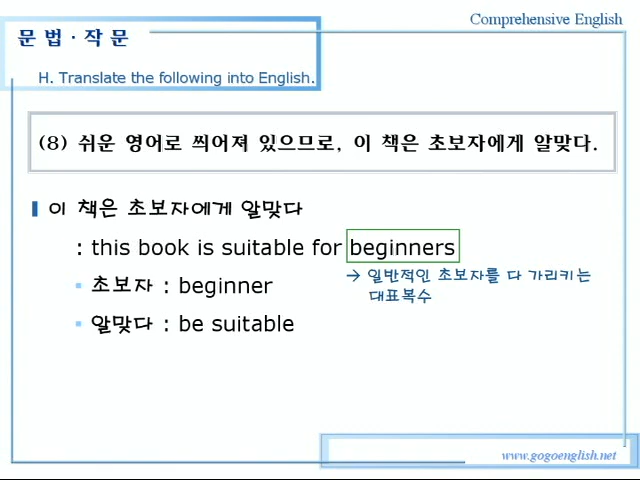 Comprehensive English
문법·작문
H. Translate the following into English.
(8) 쉬운 영어로 씌어져 있으므로, 이 책은 초보자에게 알맞다.
이 책은 초보자에게 알맞다
: this book is suitable for beginners
▪ 초보자 : beginner
→ 일반적인 초보자를 다 가리키는
대표복수
▪ 알맞다 : be suitable
www.gogoenglish.net